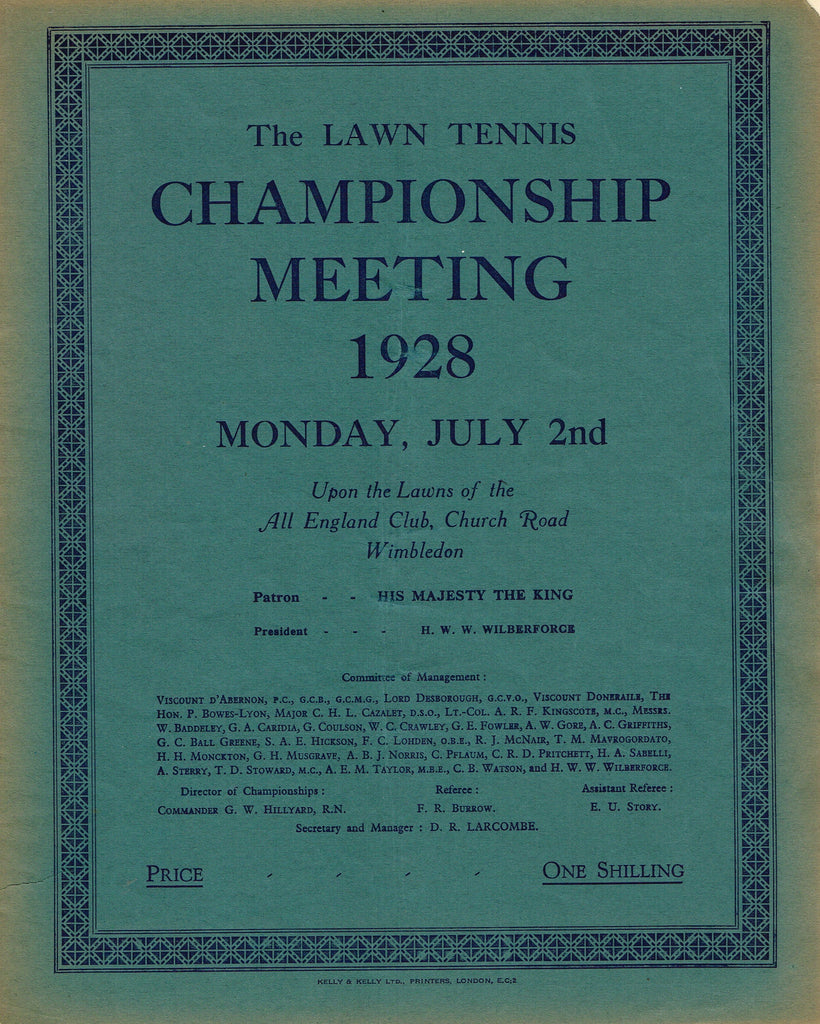 The LAWN TENNIS
CHAMPIONSHIP
MEETING
1928
MONDAY, JULY 2nd
Upon the Lawns of the
All England Club, Church Road
Wimbledon
Patron - - HIS MAJESTY THE KING
President - - - H. W. W. WILBERFORCE
Committee of Management :
VISCOUNT D'ABERNON, P.C., G.C.B., G.C.M.G., LORD DESBOROUGH, G.C.V.O., VISCOUNT DONERAILE, THE
HON. P. BOWES-LYON, MAJOR C. H. L. CAZALET, D.S.O., LT.-COL. A. R. F. KINGSCOTE, M.C., MESSRS.
W. BADDELEY, G. A. CARIDIA, G. COULSON, W. C. CRAWLEY, G. E. FOWLER, A. W. GORE, A. C. GRIFFITHS,
G. C. BALL GREENE, S. A. E. HICKSON, F. C. LOHDEN, O.B.E., R. J. MCNAIR, T. M. MAVROGORDATO,
H. H. MONCKTON, G. H. MUSGRAVE, A. B. J. NORRIS, C. PFLAUM, C. R. D. PRITCHETT, H. A. SABELLI,
A. STERRY, T. D. STOWARD, M.C., A. E. M. TAYLOR, M.B.E., C. B. WATSON, and H. W. W. WILBERFORCE.
Director of Championships : Referee : Assistant Referee :
COMMANDER G. W. HILLYARD, R.N. F. R. BURROW. E. U. STORY.
Secretary and Manager : D. R. LARCOMBE.
PRICE - - - - ONE SHILLING
KELLY & KELLY LTD., PRINTERS, LONDON, E.C;2